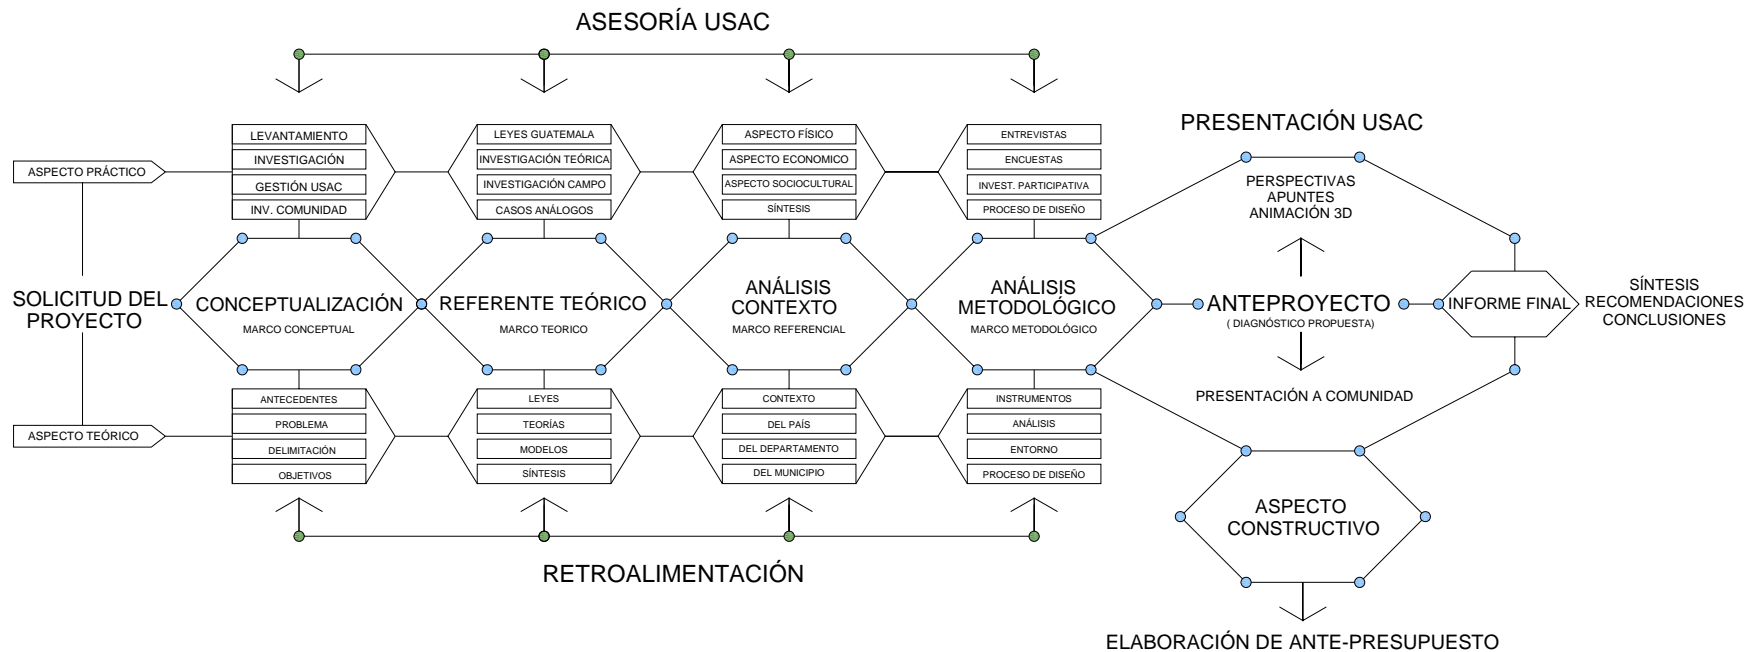 ASESORÍA USAC
LEVANTAMIENTO
INVESTIGACIÓN
GESTIÓN USAC
INV. COMUNIDAD
LEYES GUATEMALA
INVESTIGACIÓN TEÓRICA
INVESTIGACIÓN CAMPO
CASOS ANÁLOGOS
ASPECTO FÍSICO
ASPECTO ECONOMICO
ASPECTO SOCIOCULTURAL
SÍNTESIS
ENTREVISTAS
ENCUESTAS
INVEST. PARTICIPATIVA
PROCESO DE DISEÑO
PRESENTACIÓN USAC
PERSPECTIVAS
APUNTES
ANIMACIÓN 3D
ASPECTO PRÁCTICO
SOLICITUD DEL
PROYECTO
ASPECTO TEÓRICO
CONCEPTUALIZACIÓN
MARCO CONCEPTUAL
REFERENTE TEÓRICO
MARCO TEORICO
ANÁLISIS
CONTEXTO
MARCO REFERENCIAL
ANÁLISIS
METODOLÓGICO
MARCO METODOLÓGICO
ANTEPROYECTO
( DIAGNÓSTICO PROPUESTA)
INFORME FINAL
SÍNTESIS
RECOMENDACIONES
CONCLUSIONES
PRESENTACIÓN A COMUNIDAD
ANTECEDENTES
PROBLEMA
DELIMITACIÓN
OBJETIVOS
LEYES
TEORÍAS
MODELOS
SÍNTESIS
CONTEXTO
DEL PAÍS
DEL DEPARTAMENTO
DEL MUNICIPIO
INSTRUMENTOS
ANÁLISIS
ENTORNO
PROCESO DE DISEÑO
ASPECTO
CONSTRUCTIVO
RETROALIMENTACIÓN
ELABORACIÓN DE ANTE-PRESUPUESTO